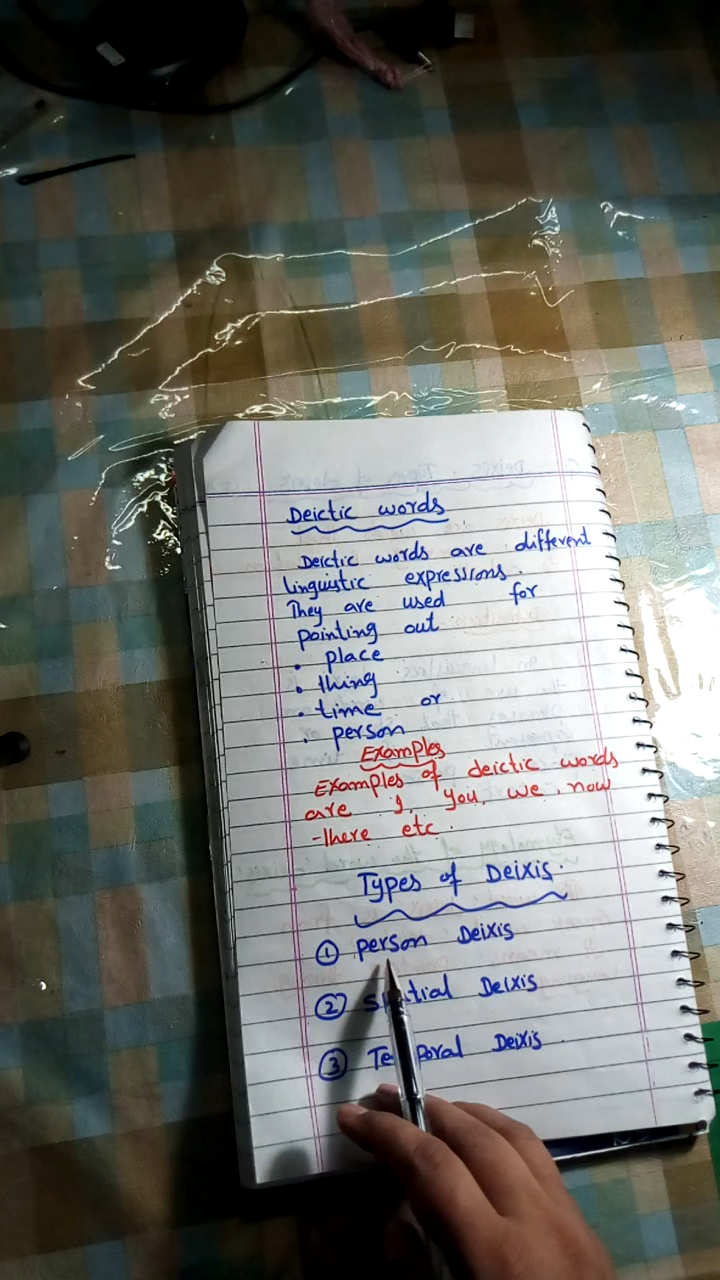 Deictic words
Deictic words are different
linguistic expressions.
They are used for
pointing out
• place
• thing
• time or
• person
Examples
Examples of deictic words
are I, you, we, now
there etc.
Types of Deixis.
① person Deixis
② Spatial Deixis
③ Temporal Deixis